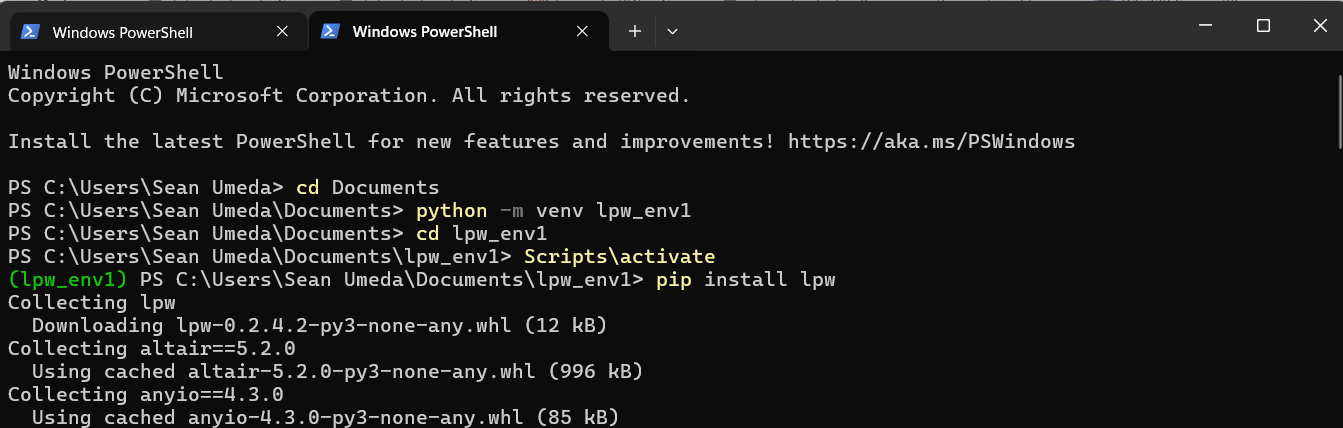 Windows PowerShell
Windows PowerShell
Windows PowerShell
Copyright (C) Microsoft Corporation. All rights reserved.
Install the latest PowerShell for new features and improvements! https://aka.ms/PSWindows
PS C:\Users\Sean Umeda> cd Documents
PS C:\Users\Sean Umeda\Documents> python -m venv lpw_env1
PS C:\Users\Sean Umeda\Documents> cd lpw_env1
PS C:\Users\Sean Umeda\Documents\lpw_env1> Scripts\activate
(lpw_env1) PS C:\Users\Sean Umeda\Documents\lpw_env1> pip install lpw
Collecting lpw
  Downloading lpw-0.2.4.2-py3-none-any.whl (12 kB)
Collecting altair==5.2.0
  Using cached altair-5.2.0-py3-none-any.whl (996 kB)
Collecting anyio==4.3.0
  Using cached anyio-4.3.0-py3-none-any.whl (85 kB)